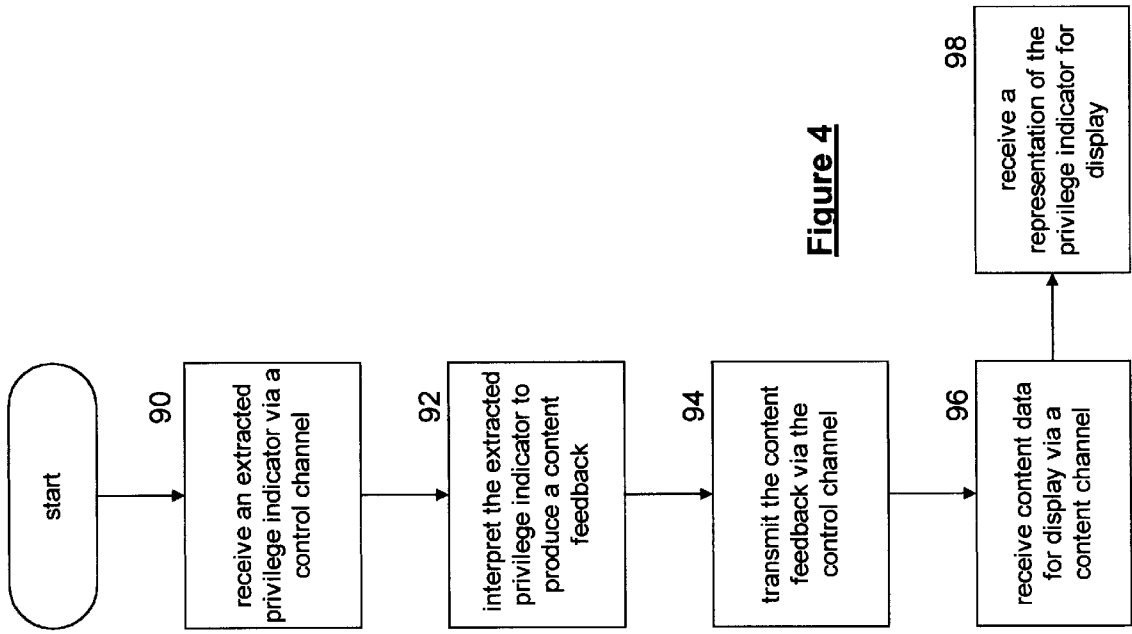 start
90
receive an extracted
privilege indicator via a
control channel
92
interpret the extracted
privilege indicator to
produce a content
feedback
94
transmit the content
feedback via the
control channel
96
receive content data
for display via a
content channel
98
receive a
representation of the
privilege indicator for
display
Figure 4